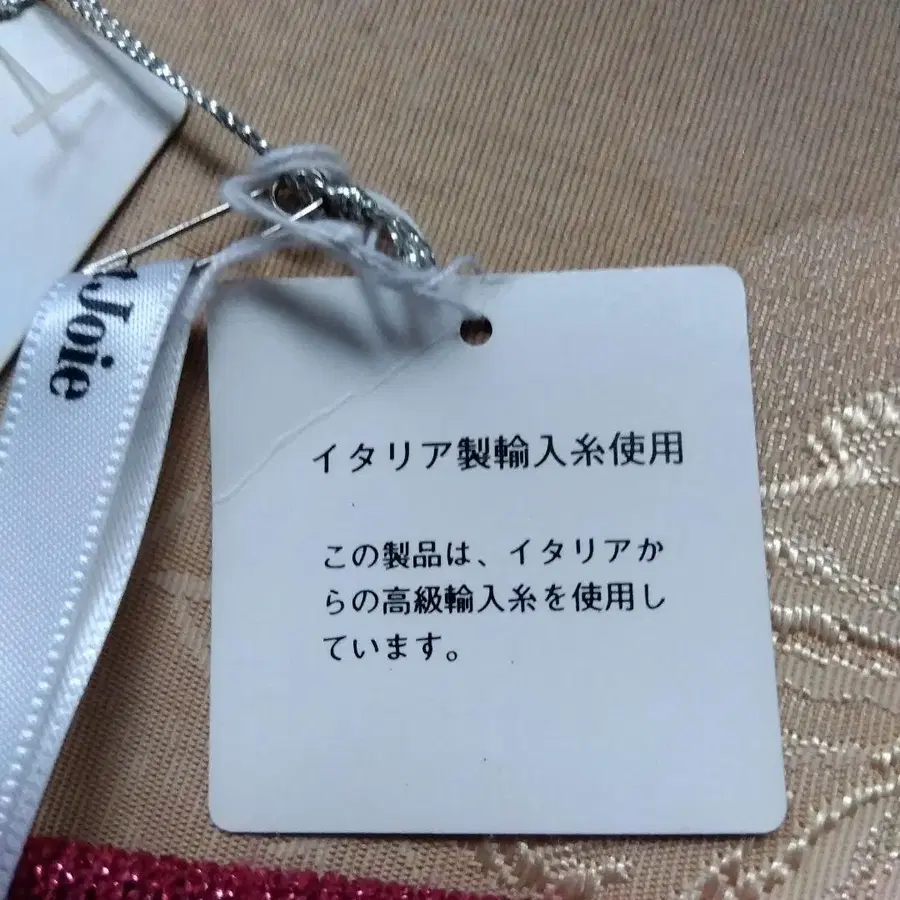 Joie
イタリア製輸入糸使用
この製品は、イタリアか
らの高級輸入糸を使用し
ています。